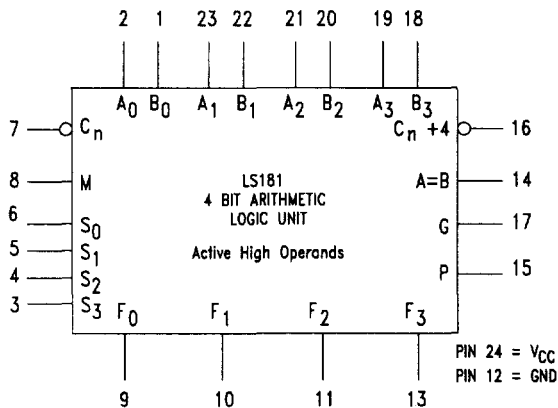 2 1 23 22 21 20 19 18
A0 B0 A1 B1 A2 B2 A3 B3
7 Cn Cn +4 16
8 M LS181 A=B 14
4 BIT ARITHMETIC
LOGIC UNIT
6 S0 G 17
5 S1 Active High Operands
4 S2 P 15
3 S3 F0 F1 F2 F3
PIN 24 = VCC
PIN 12 = GND
9 10 11 13